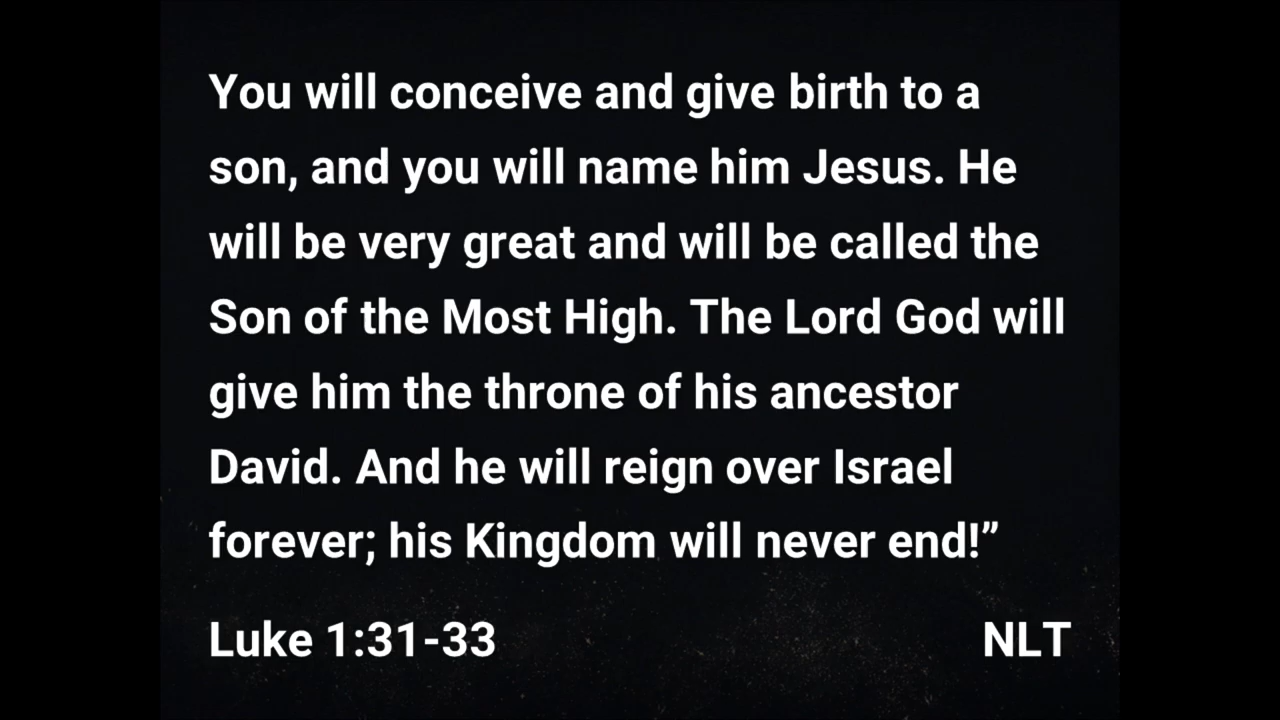 You will conceive and give birth to a
son, and you will name him Jesus. He
will be very great and will be called the
Son of the Most High. The Lord God will
give him the throne of his ancestor
David. And he will reign over Israel
forever; his Kingdom will never end!”
Luke 1:31-33 NLT